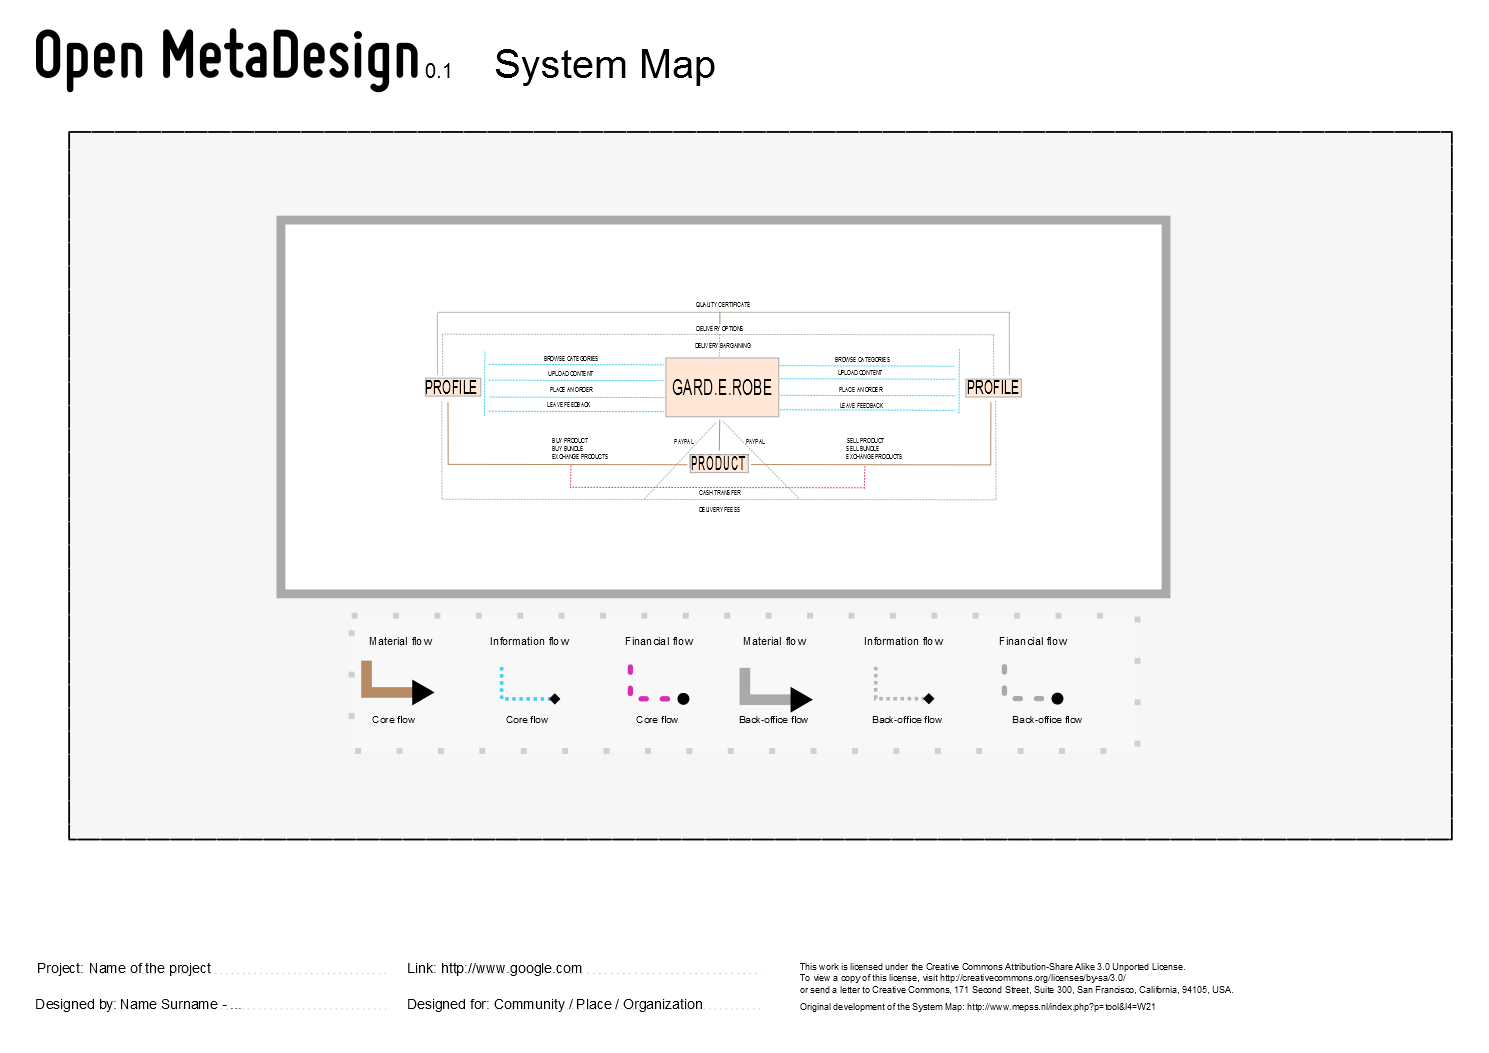 Open MetaDesign 0.1 System Map
QUALITY CERTIFICATE
DELIVERY OPTIONS
DELIVERY BARGAINING
BROWSE CATEGORIES
UPLOAD CONTENT
PLACE AN ORDER
LEAVE FEEDBACK
BROWSE CATEGORIES
UPLOAD CONTENT
PLACE AN ORDER
LEAVE FEEDBACK
PROFILE
GARD.E.ROBE
PROFILE
BUY PRODUCT
BUY BUNDLE
EXCHANGE PRODUCTS
PAYPAL
PAYPAL
SELL PRODUCT
SELL BUNDLE
EXCHANGE PRODUCTS
PRODUCT
CASH TRANSFER
DELIVERY FEESS
Material flow Information flow Financial flow Material flow Information flow Financial flow
Core flow Core flow Core flow Back-office flow Back-office flow Back-office flow
Project: Name of the project
Link: http://www.google.com
Designed by: Name Surname - ...
Designed for: Community / Place / Organization
This work is licensed under the Creative Commons Attribution-Share Alike 3.0 Unported License.
To view a copy of this license, visit http://creativecommons.org/licenses/by-sa/3.0/
or send a letter to Creative Commons, 171 Second Street, Suite 300, San Francisco, California, 94105, USA.
Original development of the System Map: http://www.mepss.nl/index.php?p=tool&l4=W21